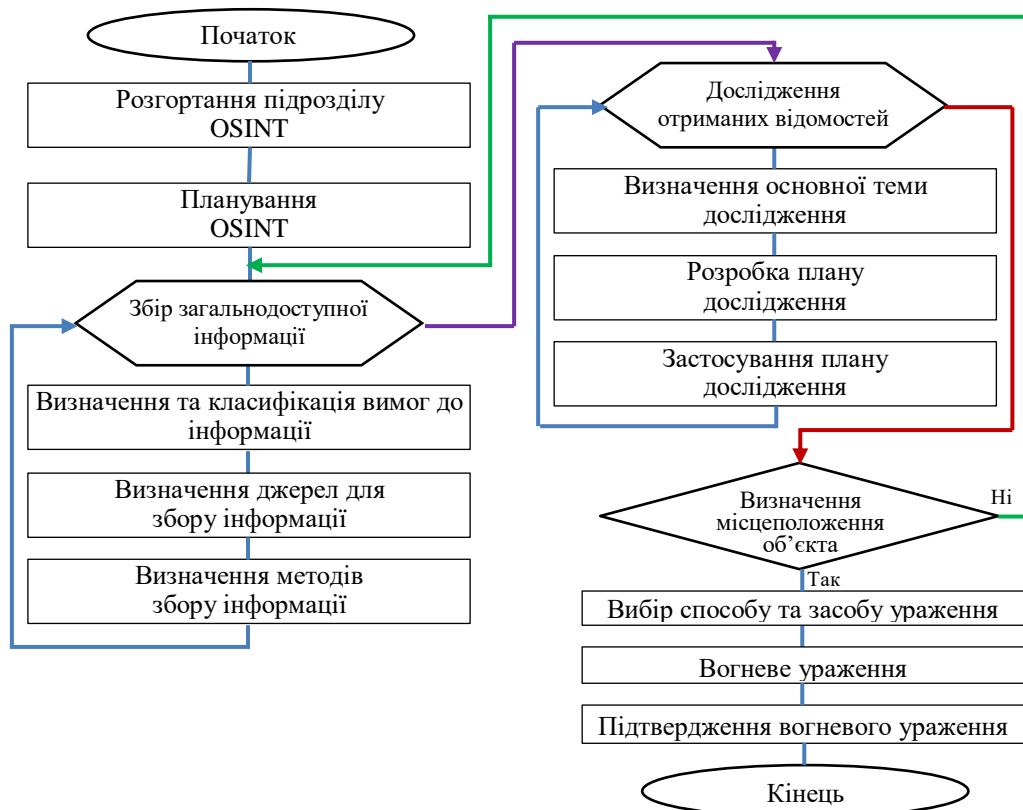 Початок
Розгортання підрозділу
OSINT
Планування
OSINT
Збір загальнодоступної
інформації
Визначення та класифікація вимог до
інформації
Визначення джерел для
збору інформації
Визначення методів
збору інформації
Дослідження
отриманих відомостей
Визначення основної теми
дослідження
Розробка плану
дослідження
Застосування плану
дослідження
Визначення
місцеположення
об’єкта
Ні
Так
Вибір способу та засобу ураження
Вогневе ураження
Підтвердження вогневого ураження
Кінець